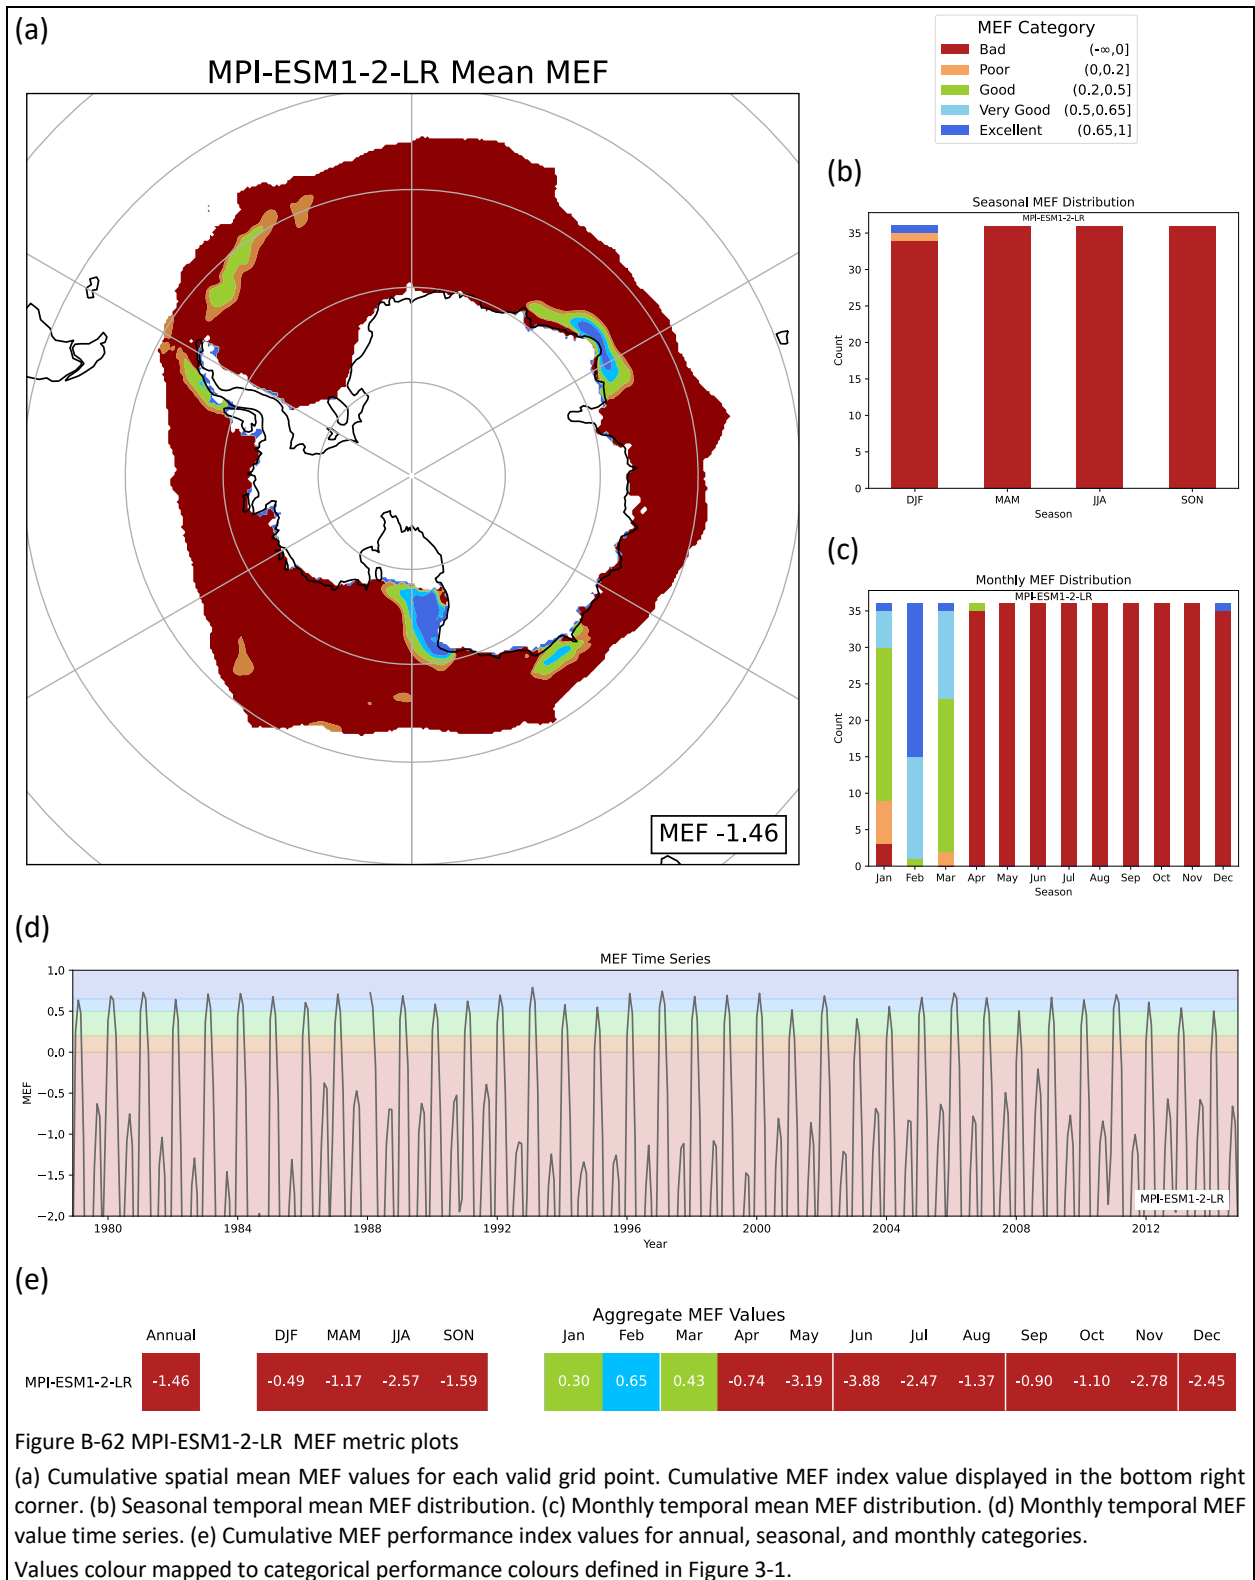 (a)
MPI-ESM1-2-LR Mean MEF
MEF Category
Bad (-∞,0]
Poor (0,0.2]
Good (0.2,0.5]
Very Good (0.5,0.65]
Excellent (0.65,1]
MEF -1.46
(b)
Seasonal MEF Distribution
MPI-ESM1-2-LR
35
30
25
20
15
10
5
0
Count
DJF MAM JJA SON
Season
(c)
Monthly MEF Distribution
MPI-ESM1-2-LR
35
30
25
20
15
10
5
0
Count
Jan Feb Mar Apr May Jun Jul Aug Sep Oct Nov Dec
Season
(d)
MEF Time Series
1.0
0.5
0.0
−0.5
−1.0
−1.5
−2.0
MEF
MPI-ESM1-2-LR
1980 1984 1988 1992 1996 2000 2004 2008 2012
Year
(e)
Aggregate MEF Values
Annual DJF MAM JJA SON Jan Feb Mar Apr May Jun Jul Aug Sep Oct Nov Dec
MPI-ESM1-2-LR -1.46 -0.49 -1.17 -2.57 -1.59 0.30 0.65 0.43 -0.74 -3.19 -3.88 -2.47 -1.37 -0.90 -1.10 -2.78 -2.45
Figure B-62 MPI-ESM1-2-LR MEF metric plots
(a) Cumulative spatial mean MEF values for each valid grid point. Cumulative MEF index value displayed in the bottom right
corner. (b) Seasonal temporal mean MEF distribution. (c) Monthly temporal mean MEF distribution. (d) Monthly temporal MEF
value time series. (e) Cumulative MEF performance index values for annual, seasonal, and monthly categories.
Values colour mapped to categorical performance colours defined in Figure 3-1.